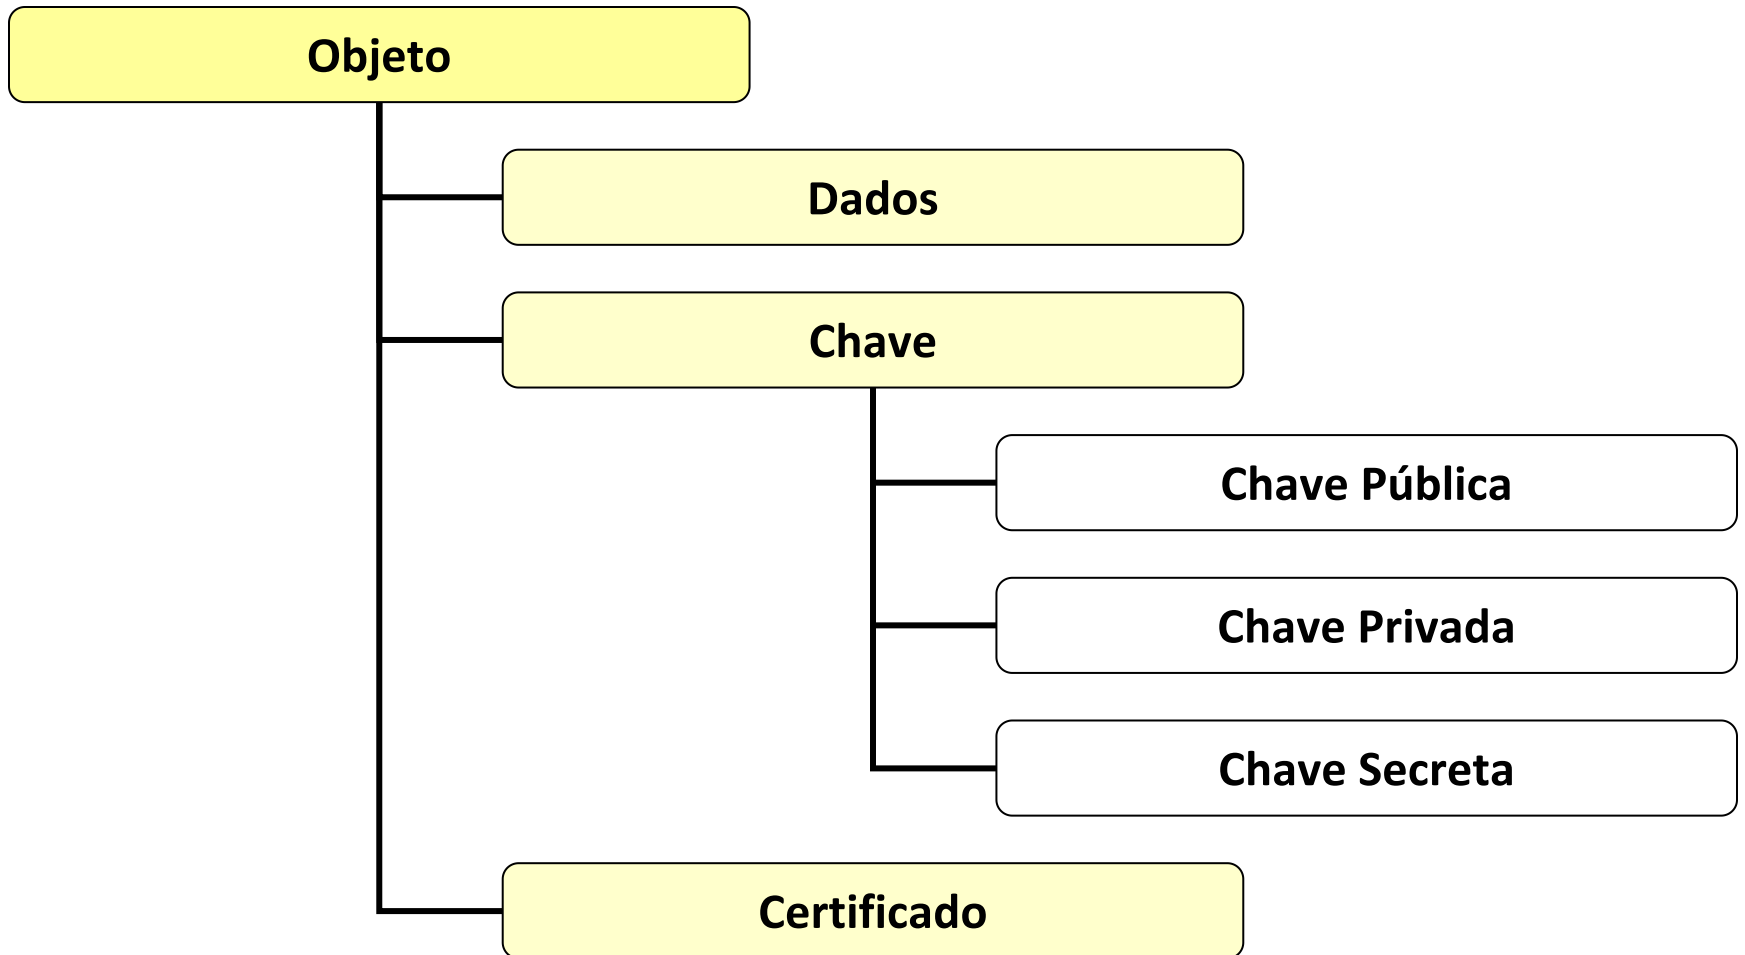 Objeto
Dados
Chave
Chave Pública
Chave Privada
Chave Secreta
Certificado